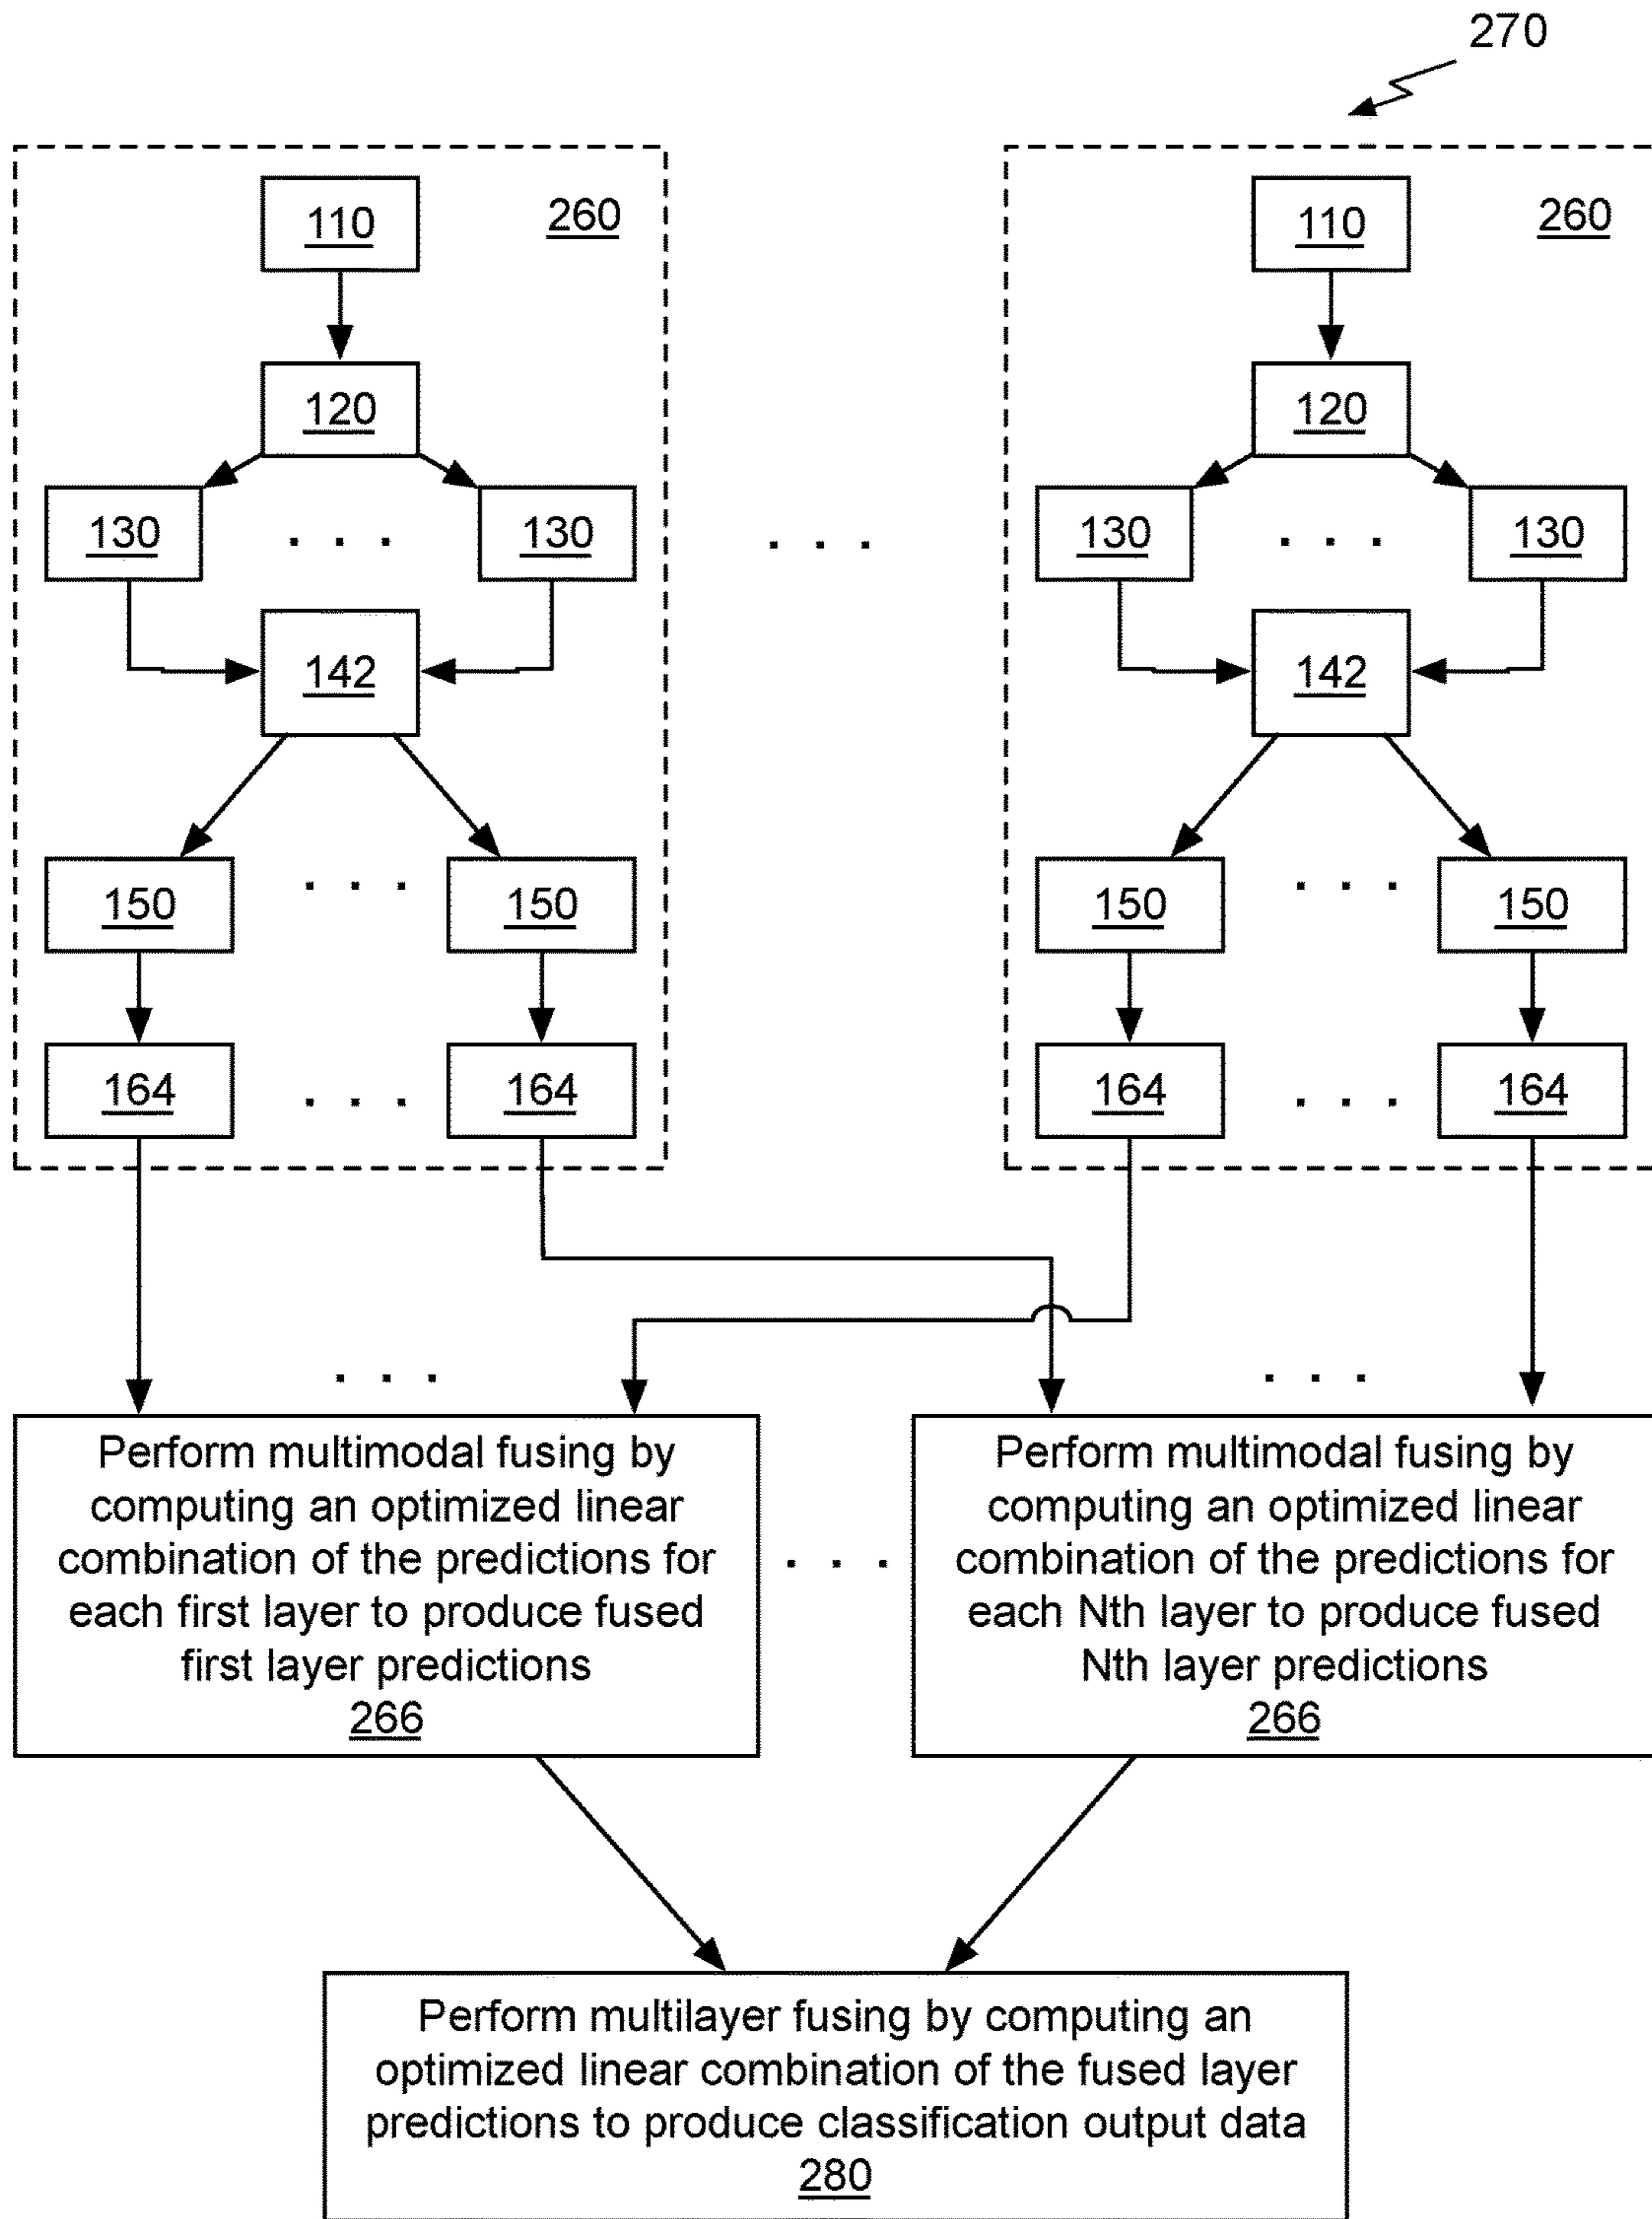 270
260
110
120
130 . . . 130
142
150 . . . 150
164 . . . 164
. . .
260
110
120
130 . . . 130
142
150 . . . 150
164 . . . 164
. . .
. . .
Perform multimodal fusing by
computing an optimized linear
combination of the predictions for
each first layer to produce fused
first layer predictions
266
. . .
Perform multimodal fusing by
computing an optimized linear
combination of the predictions for
each Nth layer to produce fused
Nth layer predictions
266
Perform multilayer fusing by computing an
optimized linear combination of the fused layer
predictions to produce classification output data
280